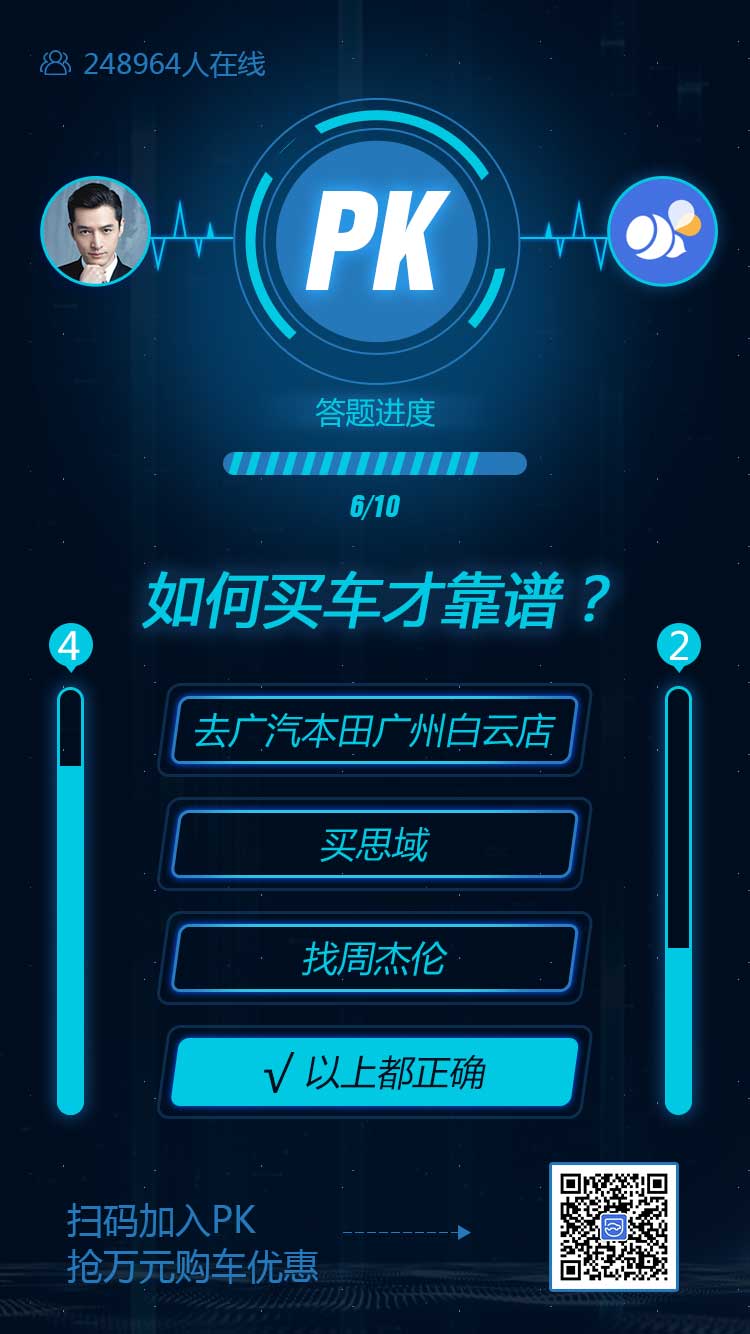 248964人在线
PK
答题进度
6/10
如何买车才靠谱？
4
2
去广汽本田广州白云店
买思域
找周杰伦
√ 以上都正确
扫码加入PK
抢万元购车优惠